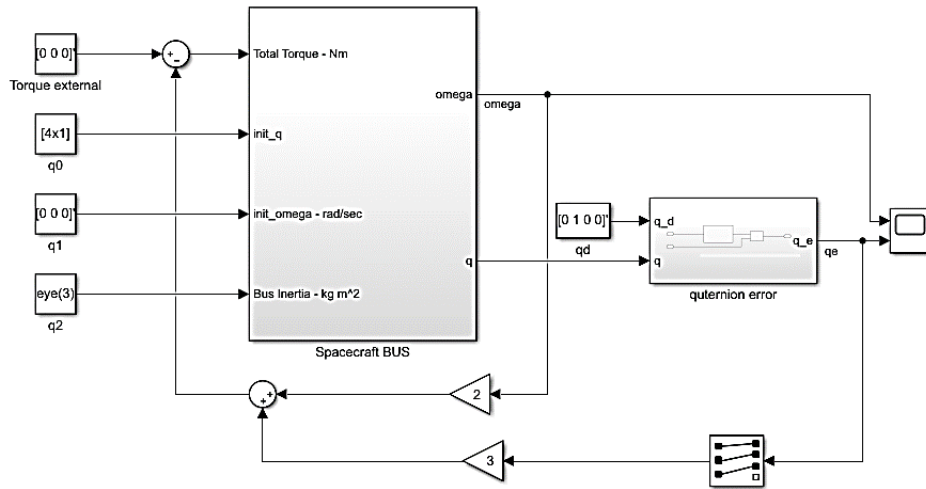 [0 0 0]'
Torque external
Total Torque - Nm
omega
omega
[4x1]
q0
init_q
[0 0 0]'
q1
init_omega - rad/sec
[0 1 0 0]'
qd
q_d
q_e
qe
q
q
quternion error
eye(3)
q2
Bus Inertia - kg m^2
Spacecraft BUS
2
3